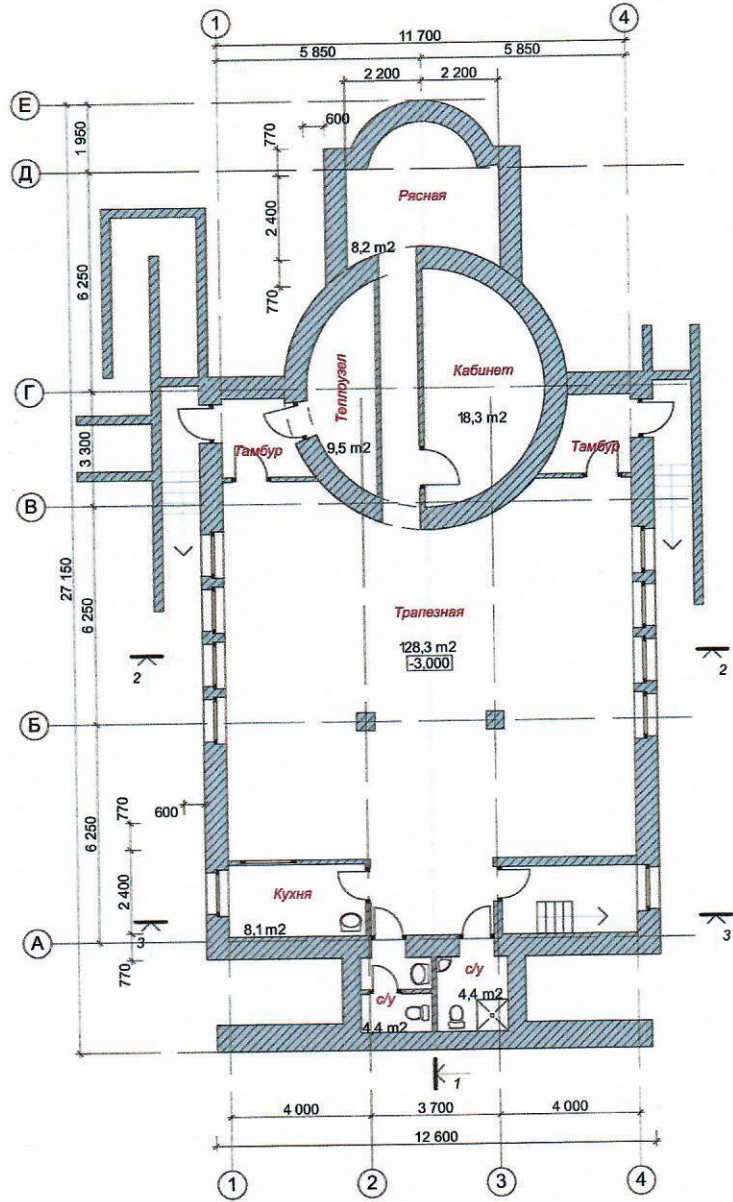 1
4
11 700
5 850
5 850
2 200
2 200
Е
1 950
600
770
Д
Рясная
2 400
8,2 m2
6 250
770
Теплоузел
Кабинет
Г
18,3 m2
3 300
Тамбур
9,5 m2
Тамбур
В
27 150
6 250
Трапезная
128,3 m2
-3,000
2
2
Б
600
770
6 250
2 400
Кухня
8,1 m2
3
3
А
770
с/у
4,4 m2
с/у
4,4 m2
1
4 000
3 700
4 000
12 600
1
2
3
4